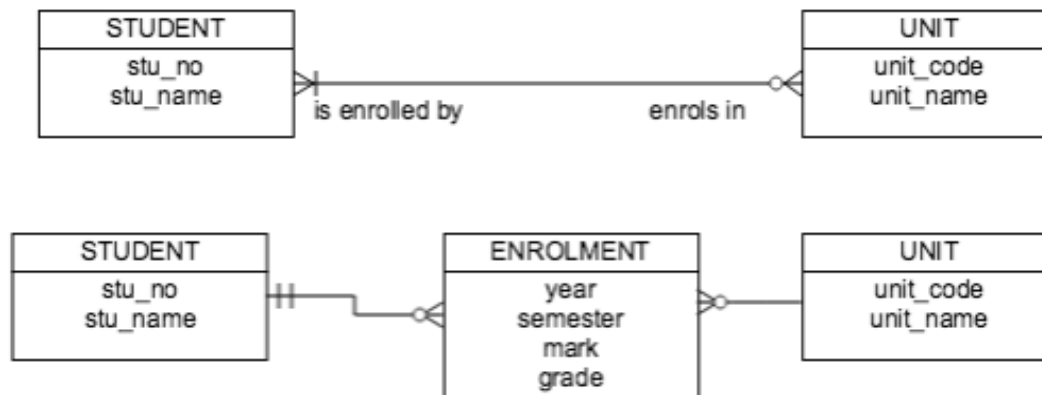 STUDENT
stu_no
stu_name
is enrolled by
enrols in
UNIT
unit_code
unit_name
STUDENT
stu_no
stu_name
ENROLMENT
year
semester
mark
grade
UNIT
unit_code
unit_name